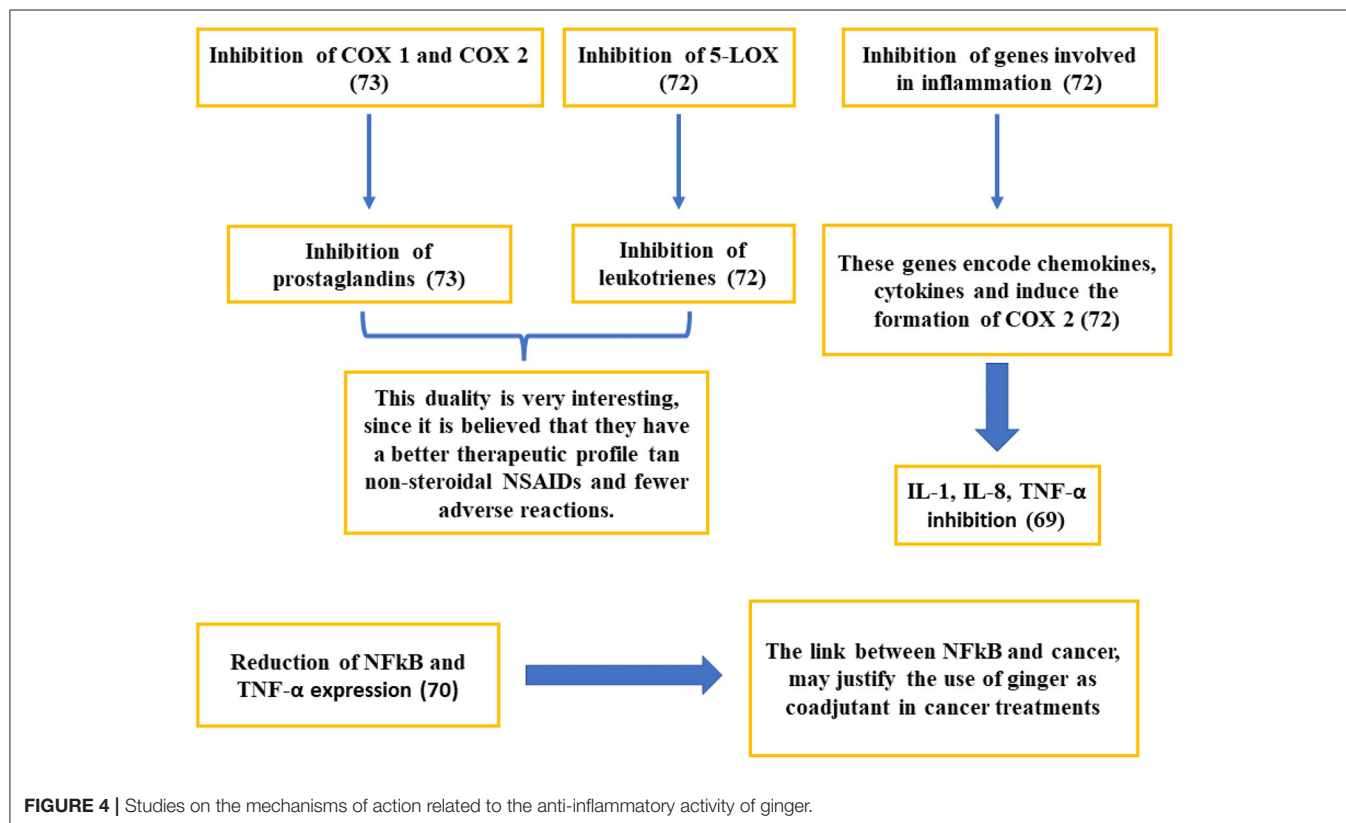 Inhibition of COX 1 and COX 2
(73)
Inhibition of 5-LOX
(72)
Inhibition of genes involved
in inflammation (72)
Inhibition of
prostaglandins (73)
Inhibition of
leukotrienes (72)
These genes encode chemokines,
cytokines and induce the
formation of COX 2 (72)
This duality is very interesting,
since it is believed that they have
a better therapeutic profile tan
non-steroidal NSAIDs and fewer
adverse reactions.
IL-1, IL-8, TNF-α
inhibition (69)
Reduction of NFkB and
TNF-α expression (70)
The link between NFkB and cancer,
may justify the use of ginger as
coadjutant in cancer treatments
FIGURE 4 | Studies on the mechanisms of action related to the anti-inflammatory activity of ginger.